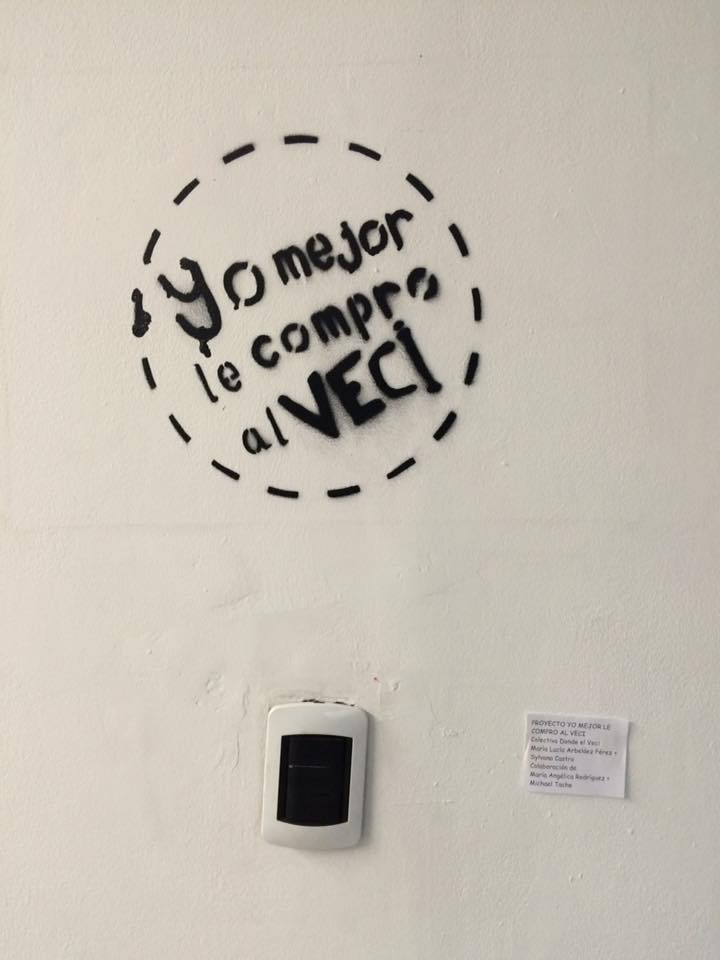 Yo mejor
le compro
al VECI
PROYECTO YO MEJOR LE
COMPRO AL VECI
Colectivo Donde el Veci
María Lucía Arbeláez Pérez +
Sylvana Castro
Colaboración de
María Angélica Rodríguez +
Michael Tache